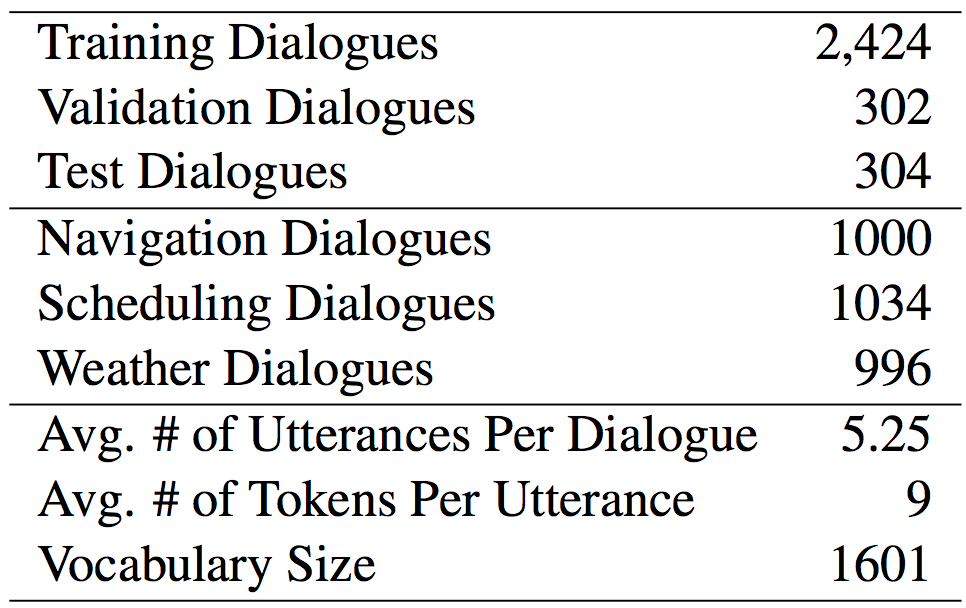 Training Dialogues 2,424
Validation Dialogues 302
Test Dialogues 304
Navigation Dialogues 1000
Scheduling Dialogues 1034
Weather Dialogues 996
Avg. # of Utterances Per Dialogue 5.25
Avg. # of Tokens Per Utterance 9
Vocabulary Size 1601